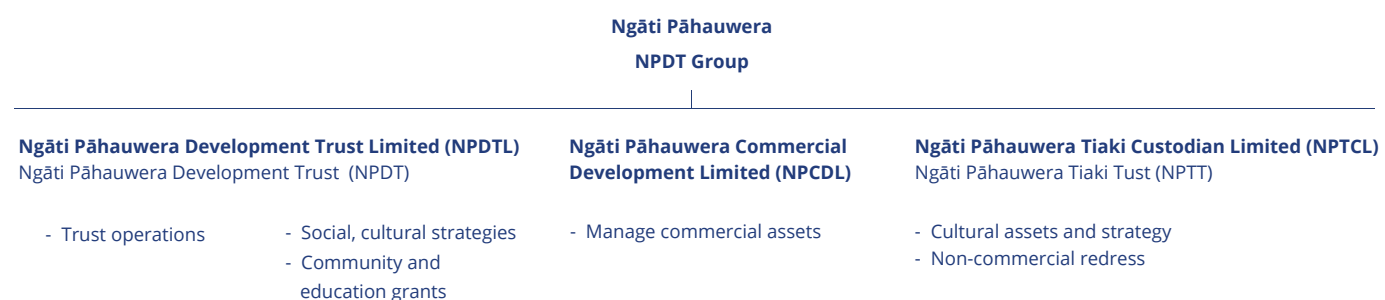 Ngāti Pāhauwera
NPDT Group
Ngāti Pāhauwera Development Trust Limited (NPDTL)
Ngāti Pāhauwera Development Trust (NPDT)
- Trust operations
- Social, cultural strategies
- Community and
education grants
Ngāti Pāhauwera Commercial
Development Limited (NPCDL)
- Manage commercial assets
Ngāti Pāhauwera Tiaki Custodian Limited (NPTCL)
Ngāti Pāhauwera Tiaki Tust (NPTT)
- Cultural assets and strategy
- Non-commercial redress